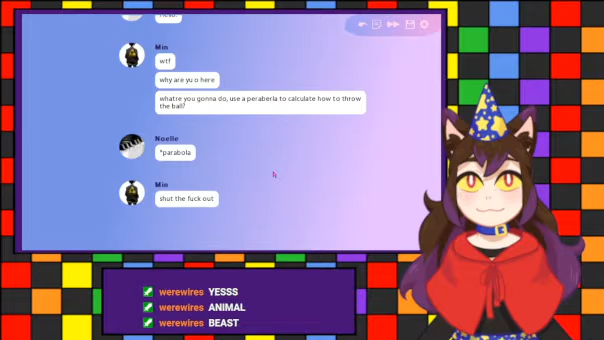 Hello.
Min
wtf
why are yu o here
whatre you gonna do, use a peraberla to calculate how to throw
the ball?
Noelle
*parabola
Min
shut the fuck out
werewires YESSS
werewires ANIMAL
werewires BEAST